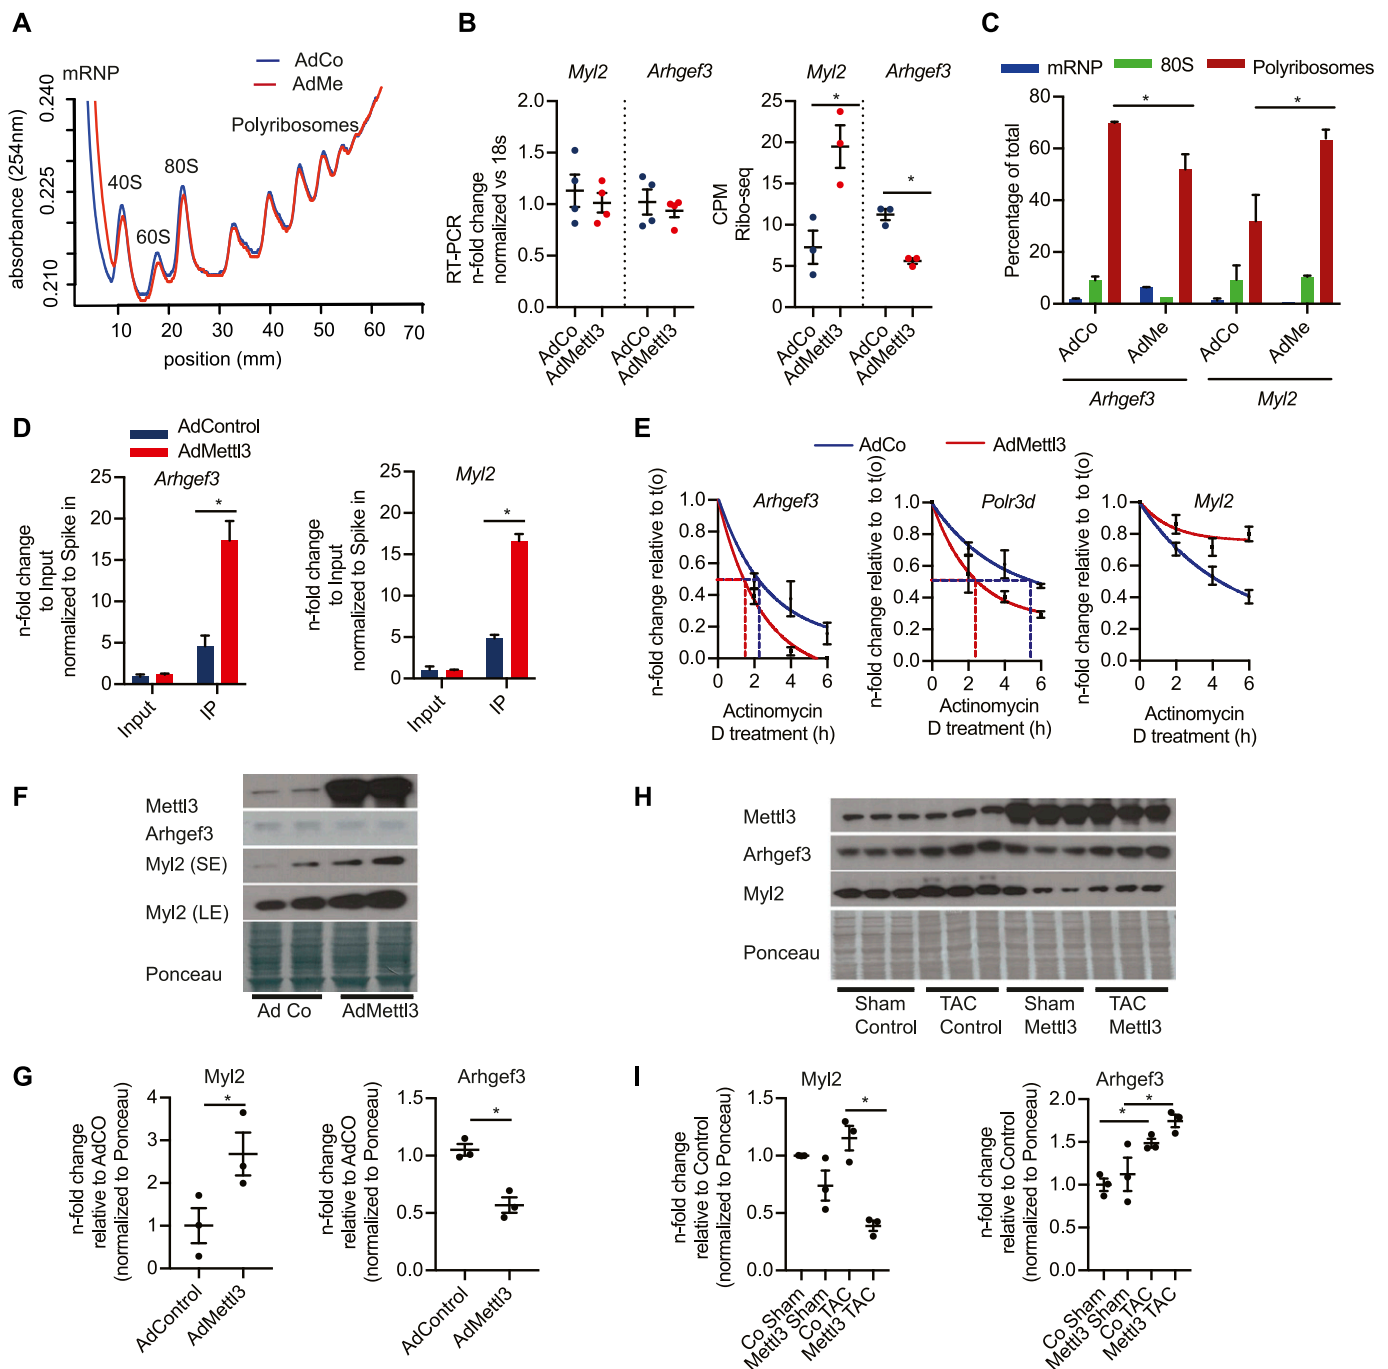 A
AdCo
AdMe
mRNP
40S
60S
80S
Polyribosomes
absorbance (254nm)
0.240
0.225
0.210
10 20 30 40 50 60 70
position (mm)
B
Myl2 Arhgef3
RT-PCR
n-fold change
normalized vs 18s
2.0
1.5
1.0
0.5
0.0
AdCo
AdMettl3
AdCo
AdMettl3
Myl2 Arhgef3
CPM
Ribo-seq
25
20
15
10
5
0
*
*
AdCo
AdMettl3
AdCo
AdMettl3
C
mRNP 80S Polyribosomes
Percentage of total
80
60
40
20
0
*
*
AdCo AdMe AdCo AdMe
Arhgef3 Myl2
D
AdControl
AdMettl3
Arhgef3
n-fold change
to Input
normalized to Spike in
25
20
15
10
5
0
*
Input IP
Myl2
n-fold change
to Input
normalized to Spike in
25
20
15
10
5
0
*
Input IP
E
AdCo AdMettl3
Arhgef3
n-fold change relative to t(o)
1.0
0.8
0.6
0.4
0.2
0.0
0 2 4 6
Actinomycin
D treatment (h)
Polr3d
n-fold change relative to to t(o)
1.0
0.8
0.6
0.4
0.2
0.0
0 2 4 6
Actinomycin
D treatment (h)
Myl2
n-fold change relative to t(o)
1.0
0.8
0.6
0.4
0.2
0.0
0 2 4 6
Actinomycin
D treatment (h)
F
Mettl3
Arhgef3
Myl2 (SE)
Myl2 (LE)
Ponceau
Ad Co AdMettl3
H
Mettl3
Arhgef3
Myl2
Ponceau
Sham TAC Sham TAC
Control Control Mettl3 Mettl3
G
Myl2
n-fold change
relative to AdCO
(normalized to Ponceau)
4
3
2
1
0
*
AdControl
AdMettl3
Arhgef3
n-fold change
relative to AdCO
(normalized to Ponceau)
1.5
1.0
0.5
0.0
*
AdControl
AdMettl3
I
Myl2
n-fold change
relative to Control
(normalized to Ponceau)
1.5
1.0
0.5
0.0
*
Co Sham
Mettl3 Sham
Co TAC
Mettl3 TAC
Arhgef3
n-fold change
relative to Control
(normalized to Ponceau)
2.0
1.5
1.0
0.5
0.0
*
*
Co Sham
Mettl3 Sham
Co TAC
Mettl3 TAC